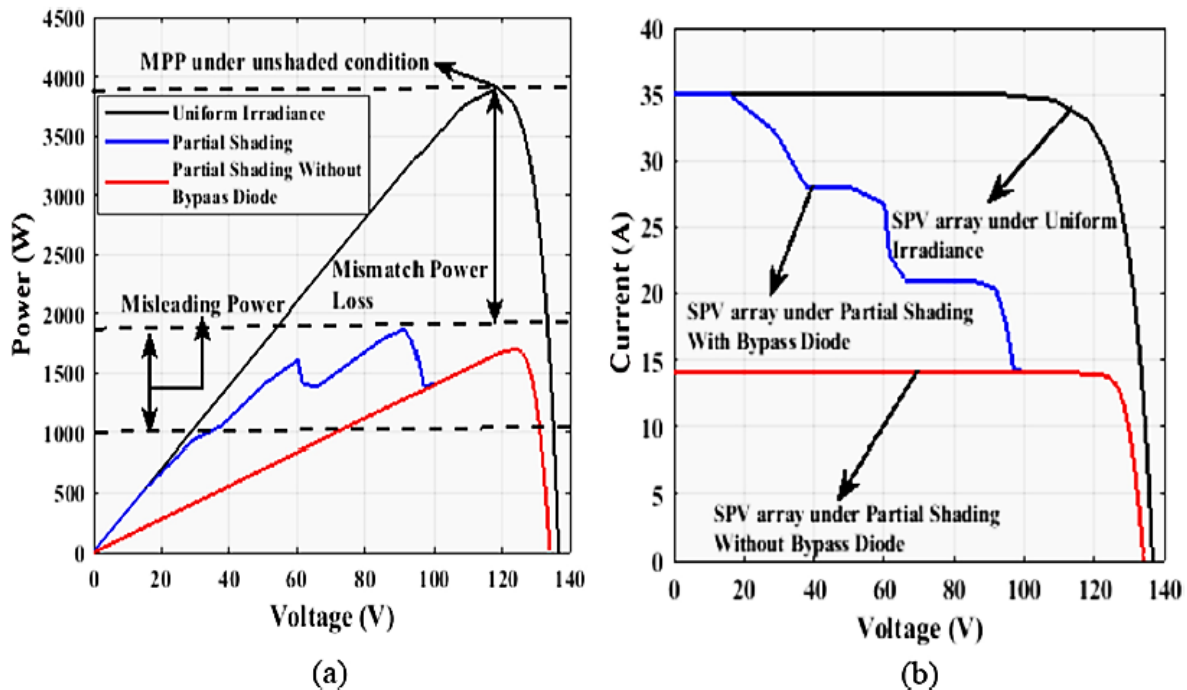 4500
4000
3500
3000
2500
2000
1500
1000
500
0
Power (W)
MPP under unshaded condition
Uniform Irradiance
Partial Shading
Partial Shading Without
Bypaas Diode
Mismatch Power
Loss
Misleading Power
0 20 40 60 80 100 120 140
Voltage (V)
(a)
40
35
30
25
20
15
10
5
0
Current (A)
SPV array under Uniform
Irradiance
SPV array under Partial Shading
With Bypass Diode
SPV array under Partial Shading
Without Bypass Diode
0 20 40 60 80 100 120 140
Voltage (V)
(b)